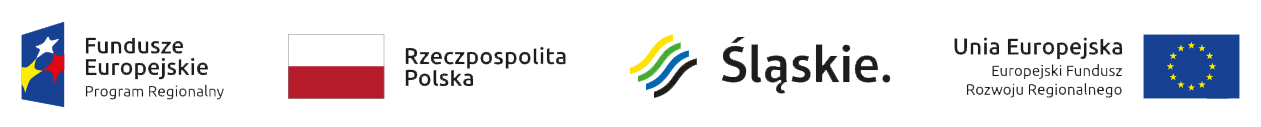 Fundusze
Europejskie
Program Regionalny
Rzeczpospolita
Polska
Śląskie.
Unia Europejska
Europejski Fundusz
Rozwoju Regionalnego